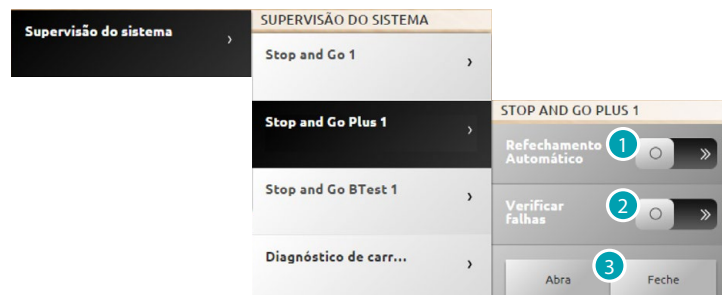 Supervisão do sistema
SUPERVISÃO DO SISTEMA
Stop and Go 1
Stop and Go Plus 1
Stop and Go BTest 1
Diagnóstico de carr...
STOP AND GO PLUS 1
Refechamento
Automático
1
Verificar
falhas
2
3
Abra
Feche